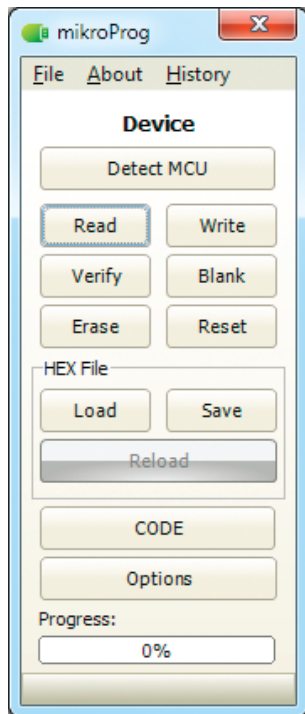 mikroProg
File About History
Device
Detect MCU
Read Write
Verify Blank
Erase Reset
HEX File
Load Save
Reload
CODE
Options
Progress:
0%